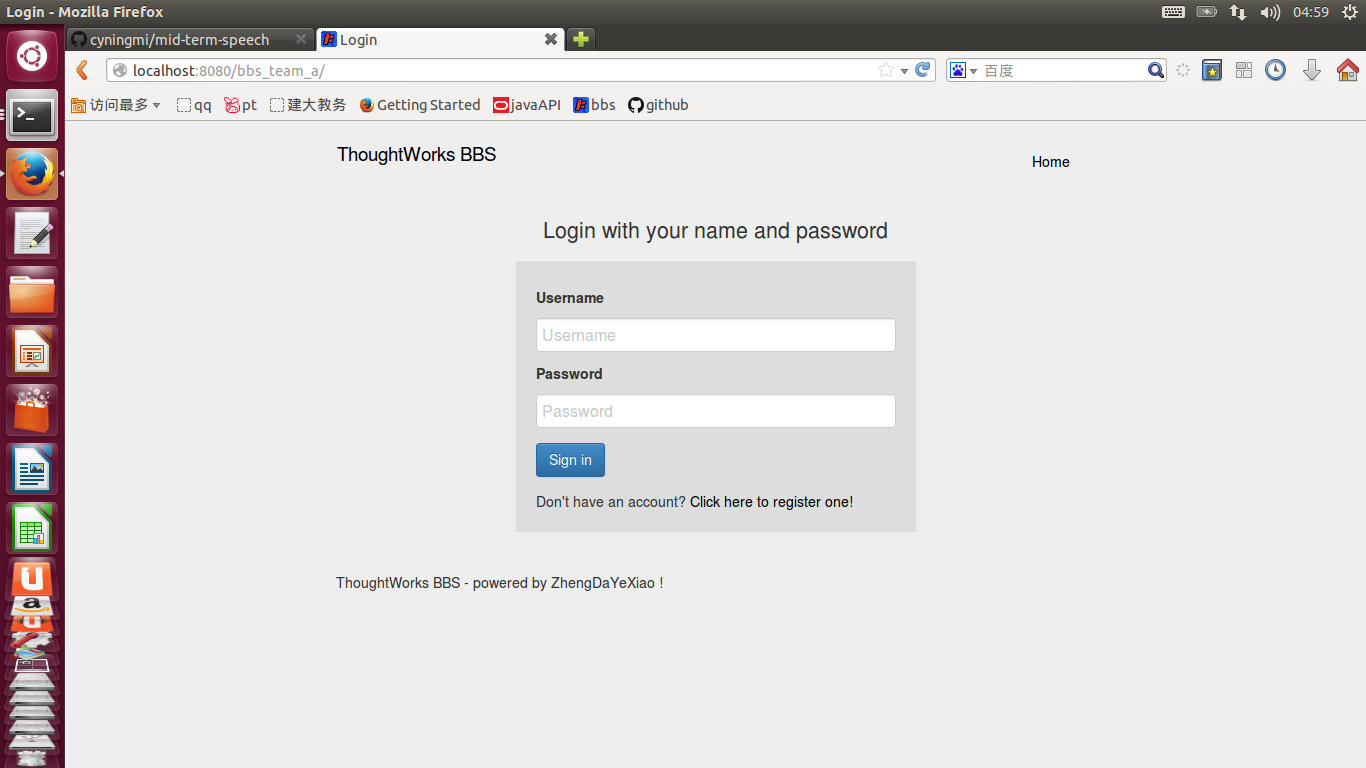 Login - Mozilla Firefox
04:59
cyningmi/mid-term-speech
Login
localhost:8080/bbs_team_a/
百度
访问最多
qq
pt
建大教务
Getting Started
javaAPI
bbs
github
ThoughtWorks BBS
Home
Login with your name and password
Username
Username
Password
Password
Sign in
Don't have an account? Click here to register one!
ThoughtWorks BBS - powered by ZhengDaYeXiao !